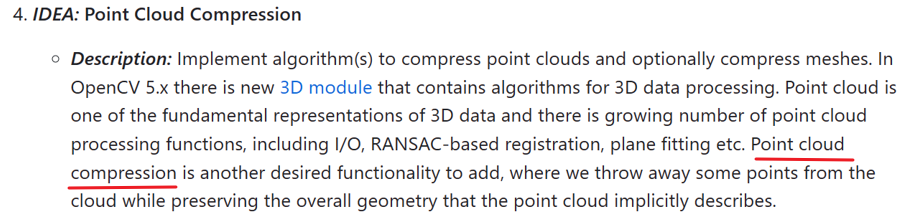 4. IDEA: Point Cloud Compression
Description: Implement algorithm(s) to compress point clouds and optionally compress meshes. In
OpenCV 5.x there is new 3D module that contains algorithms for 3D data processing. Point cloud is
one of the fundamental representations of 3D data and there is growing number of point cloud
processing functions, including I/O, RANSAC-based registration, plane fitting etc. Point cloud
compression is another desired functionality to add, where we throw away some points from the
cloud while preserving the overall geometry that the point cloud implicitly describes.